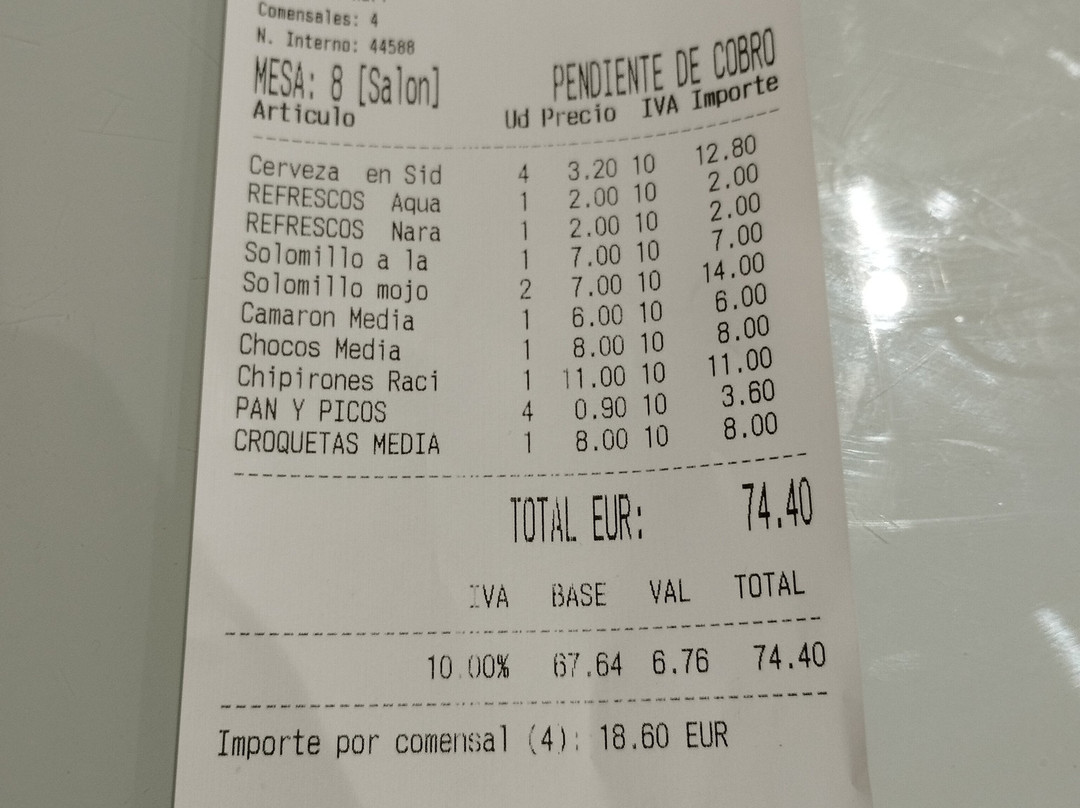 Comensales: 4
N. Interno: 44588
MESA: 8 [Salon] PENDIENTE DE COBRO
Articulo Ud Precio IVA Importe
Cerveza en Sid 4 3.20 10 12.80
REFRESCOS Aqua 1 2.00 10 2.00
REFRESCOS Nara 1 2.00 10 2.00
Solomillo a la 1 7.00 10 7.00
Solomillo mojo 2 7.00 10 14.00
Camaron Media 1 6.00 10 6.00
Chocos Media 1 8.00 10 8.00
Chipirones Raci 1 11.00 10 11.00
PAN Y PICOS 4 0.90 10 3.60
CROQUETAS MEDIA 1 8.00 10 8.00
TOTAL EUR: 74.40
IVA BASE VAL TOTAL
10.00% 67.64 6.76 74.40
Importe por comensal (4): 18.60 EUR